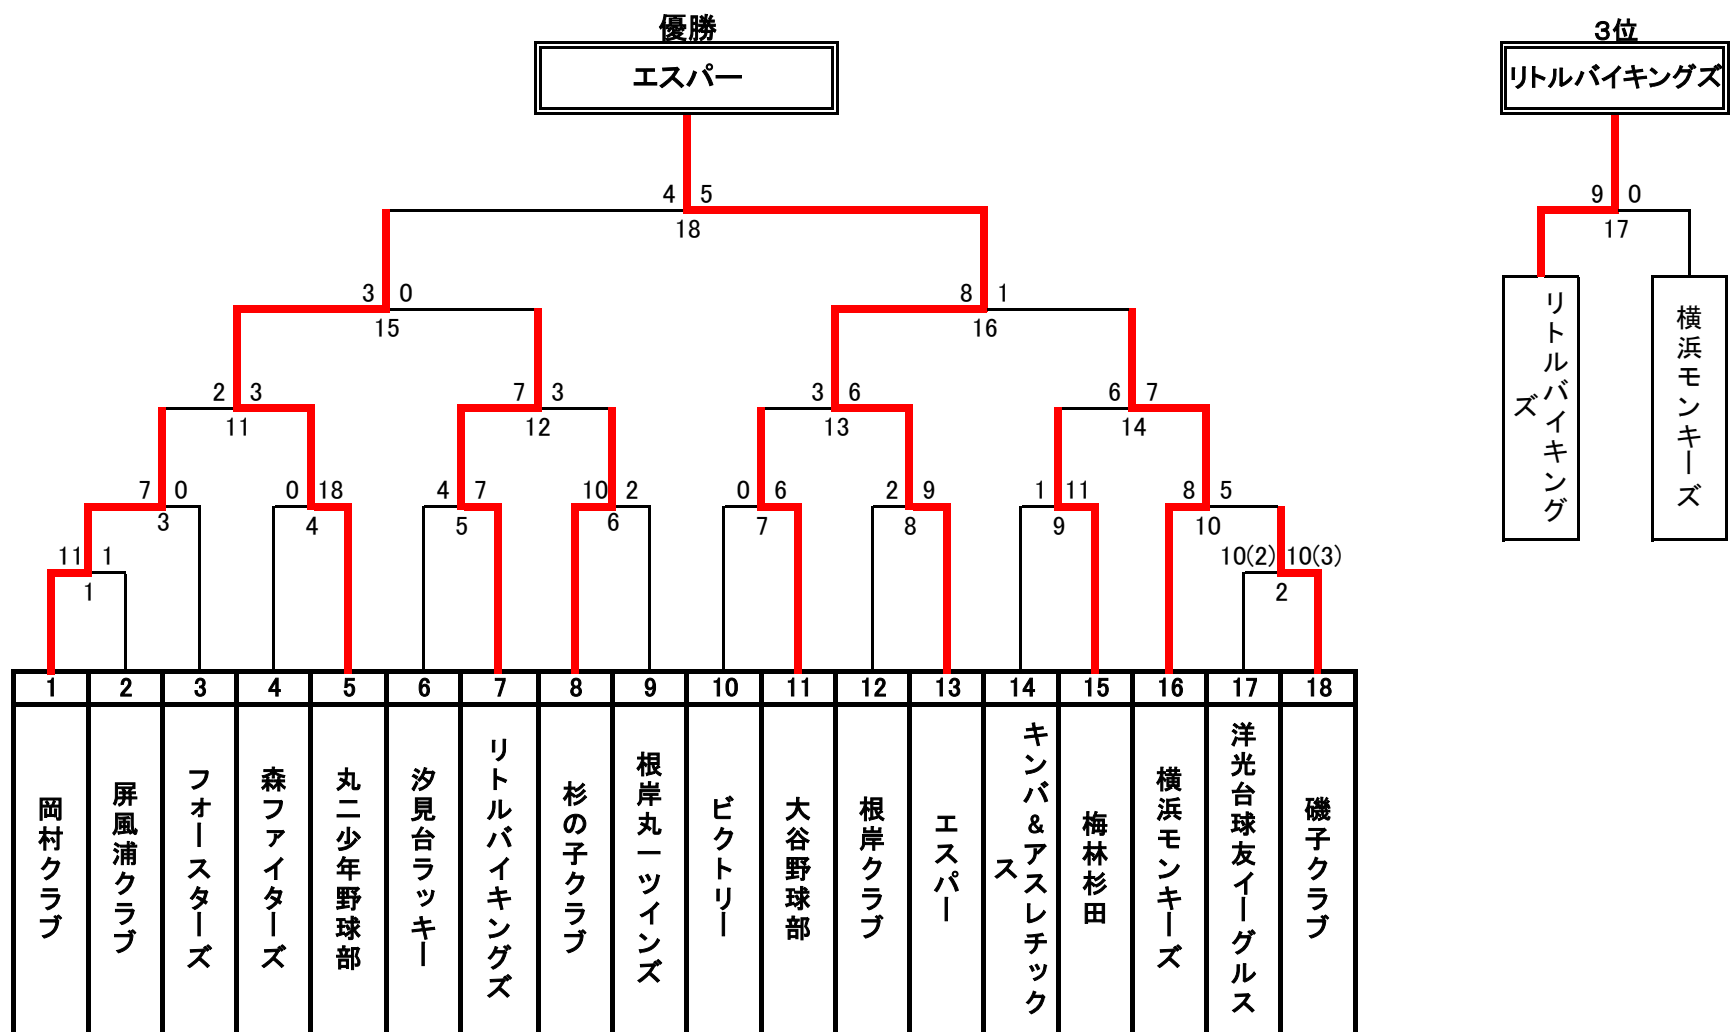 優勝
3位
エスパー
リトルバイキングズ
4 5
9 0
18
17
3 0
8 1
15
16
リトルバイキングズ
横浜モンキーズ
2 3
7 3
3 6
6 7
11
12
13
14
7 0
0 18
4 7
10 2
0 6
2 9
1 11
8 5
3
4
5
6
7
8
9
10
11 1
10(2) 10(3)
1
2
1 2 3 4 5 6 7 8 9 10 11 12 13 14 15 16 17 18
岡村クラブ
屏風浦クラブ
フォースターズ
森ファイターズ
丸二少年野球部
汐見台ラッキー
リトルバイキングズ
杉の子クラブ
根岸丸一ツインズ
ビクトリー
大谷野球部
根岸クラブ
エスパー
キンバ&アスレチックス
梅林杉田
横浜モンキーズ
洋光台球友イーグルス
磯子クラブ